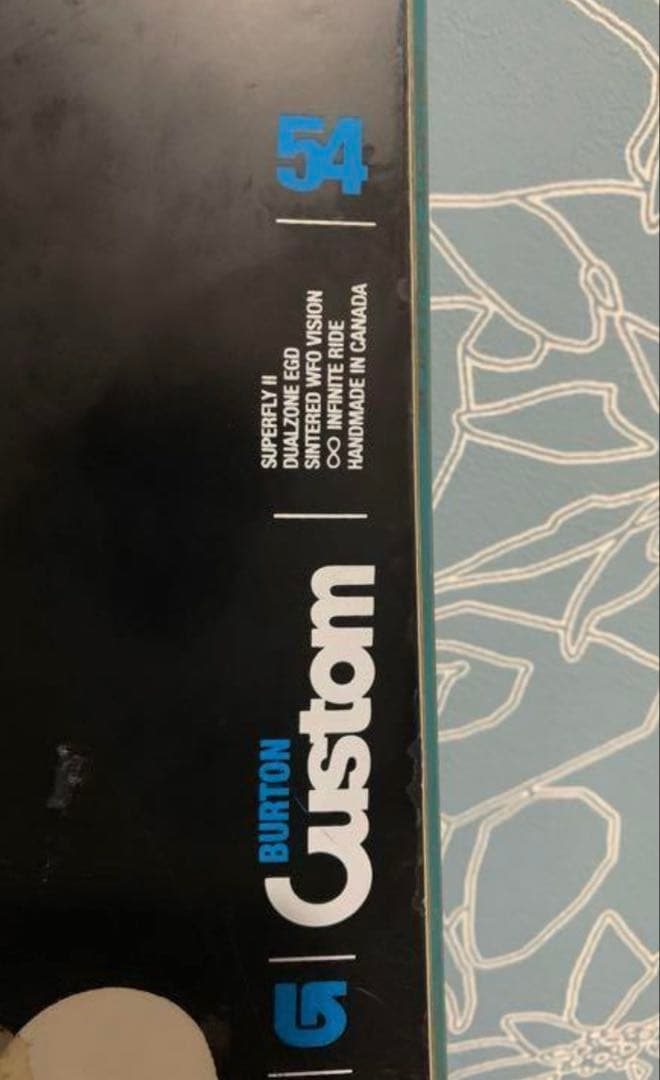 BURTON
Custom
SUPERFLY II
DUALZONE EGD
SINTERED WFO VISION
∞ INFINITE RIDE
HANDMADE IN CANADA
54